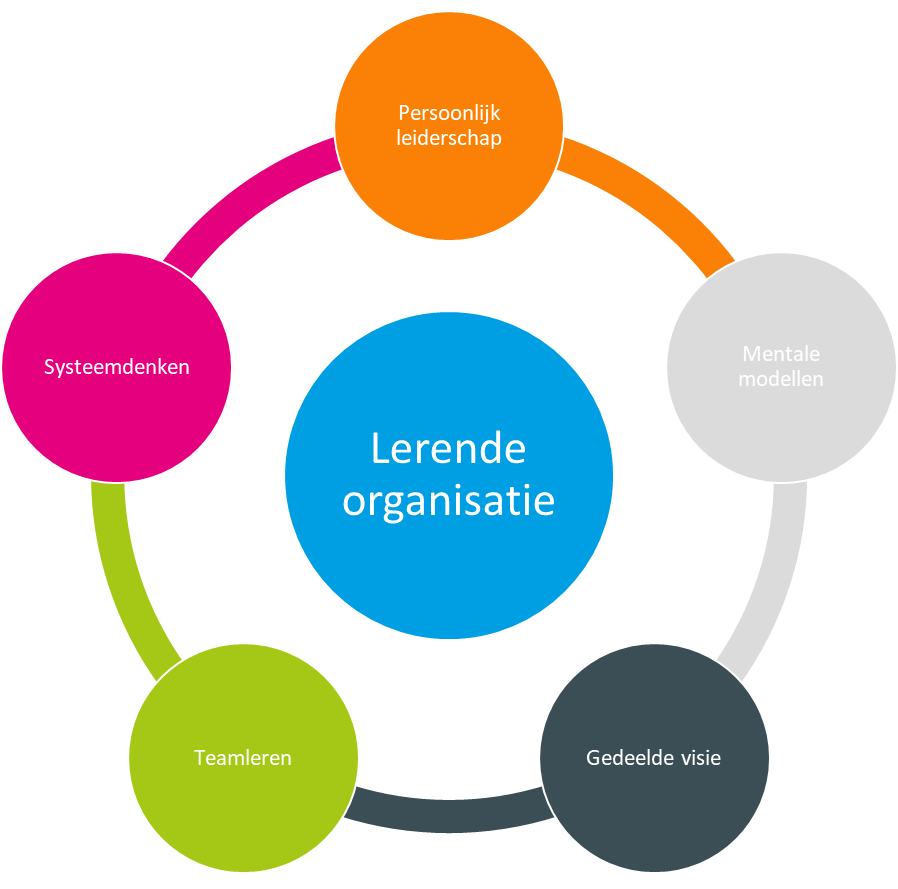 Persoonlijk
leiderschap
Mentale
modellen
Systeemdenken
Lerende
organisatie
Teamleren
Gedeelde visie